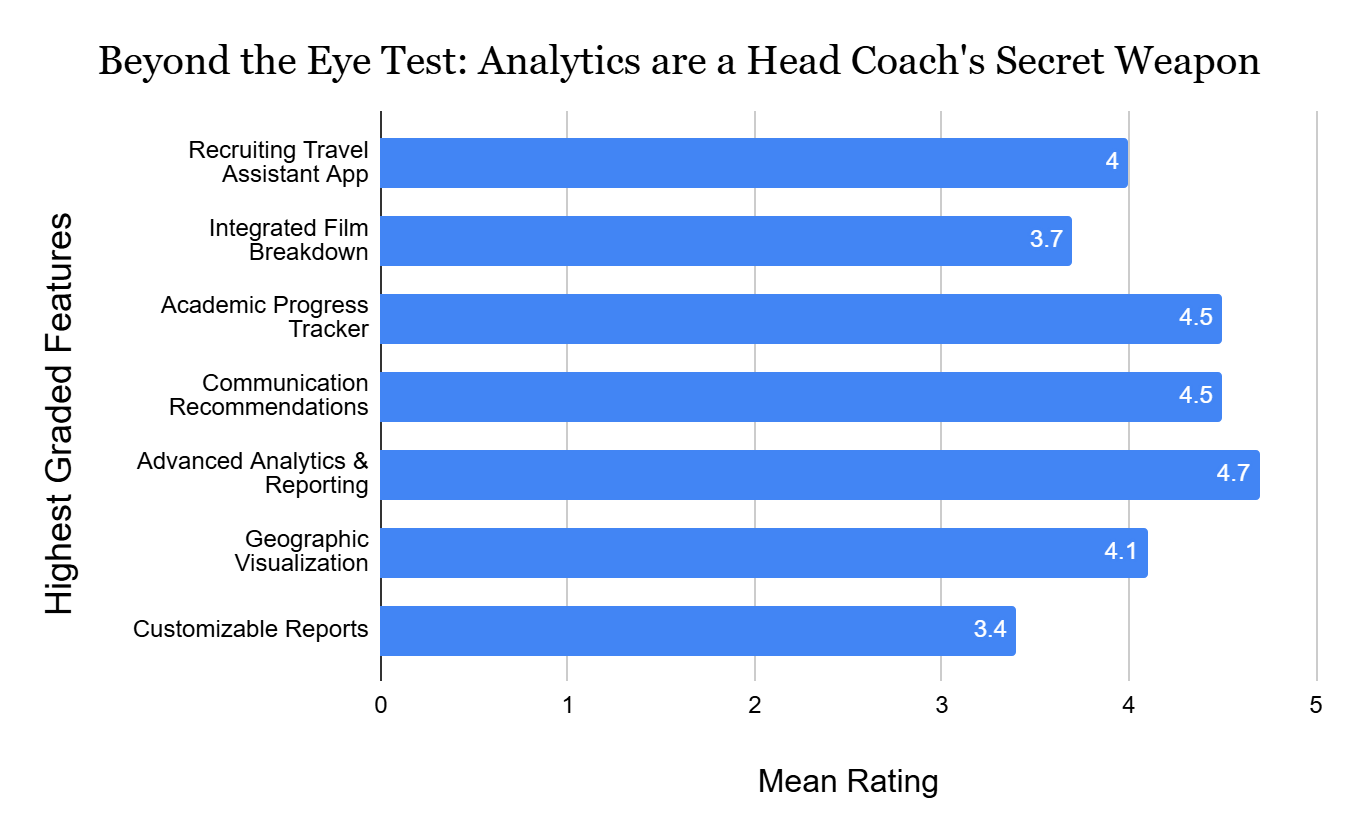 Beyond the Eye Test: Analytics are a Head Coach's Secret Weapon
Highest Graded Features
Recruiting Travel
Assistant App
4
Integrated Film
Breakdown
3.7
Academic Progress
Tracker
4.5
Communication
Recommendations
4.5
Advanced Analytics &
Reporting
4.7
Geographic
Visualization
4.1
Customizable Reports
3.4
0 1 2 3 4 5
Mean Rating